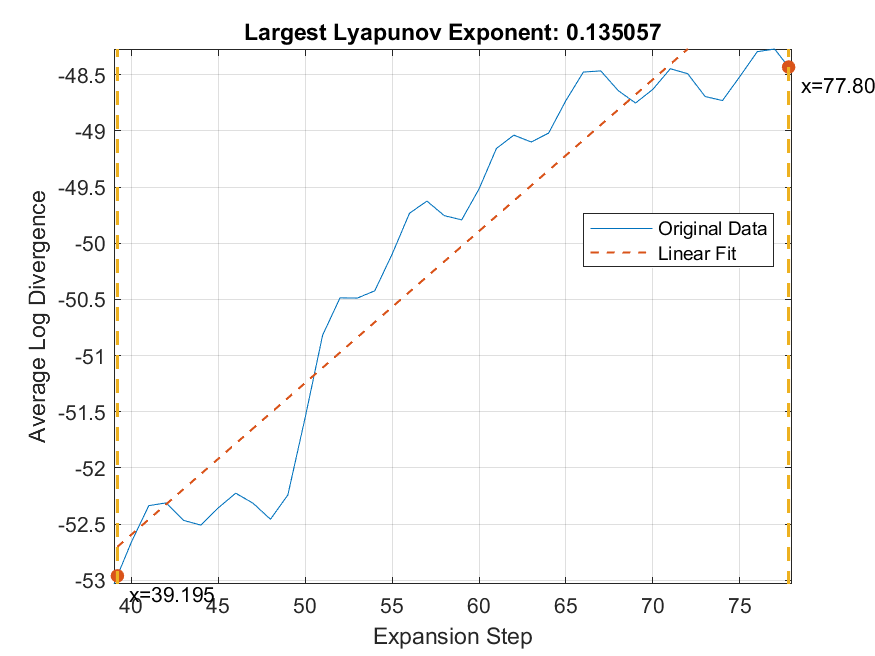 Largest Lyapunov Exponent: 0.135057
-48.5
-49
-49.5
-50
-50.5
-51
-51.5
-52
-52.5
-53
Average Log Divergence
x=77.80
Original Data
Linear Fit
x=39.195
40
45
50
55
60
65
70
75
Expansion Step